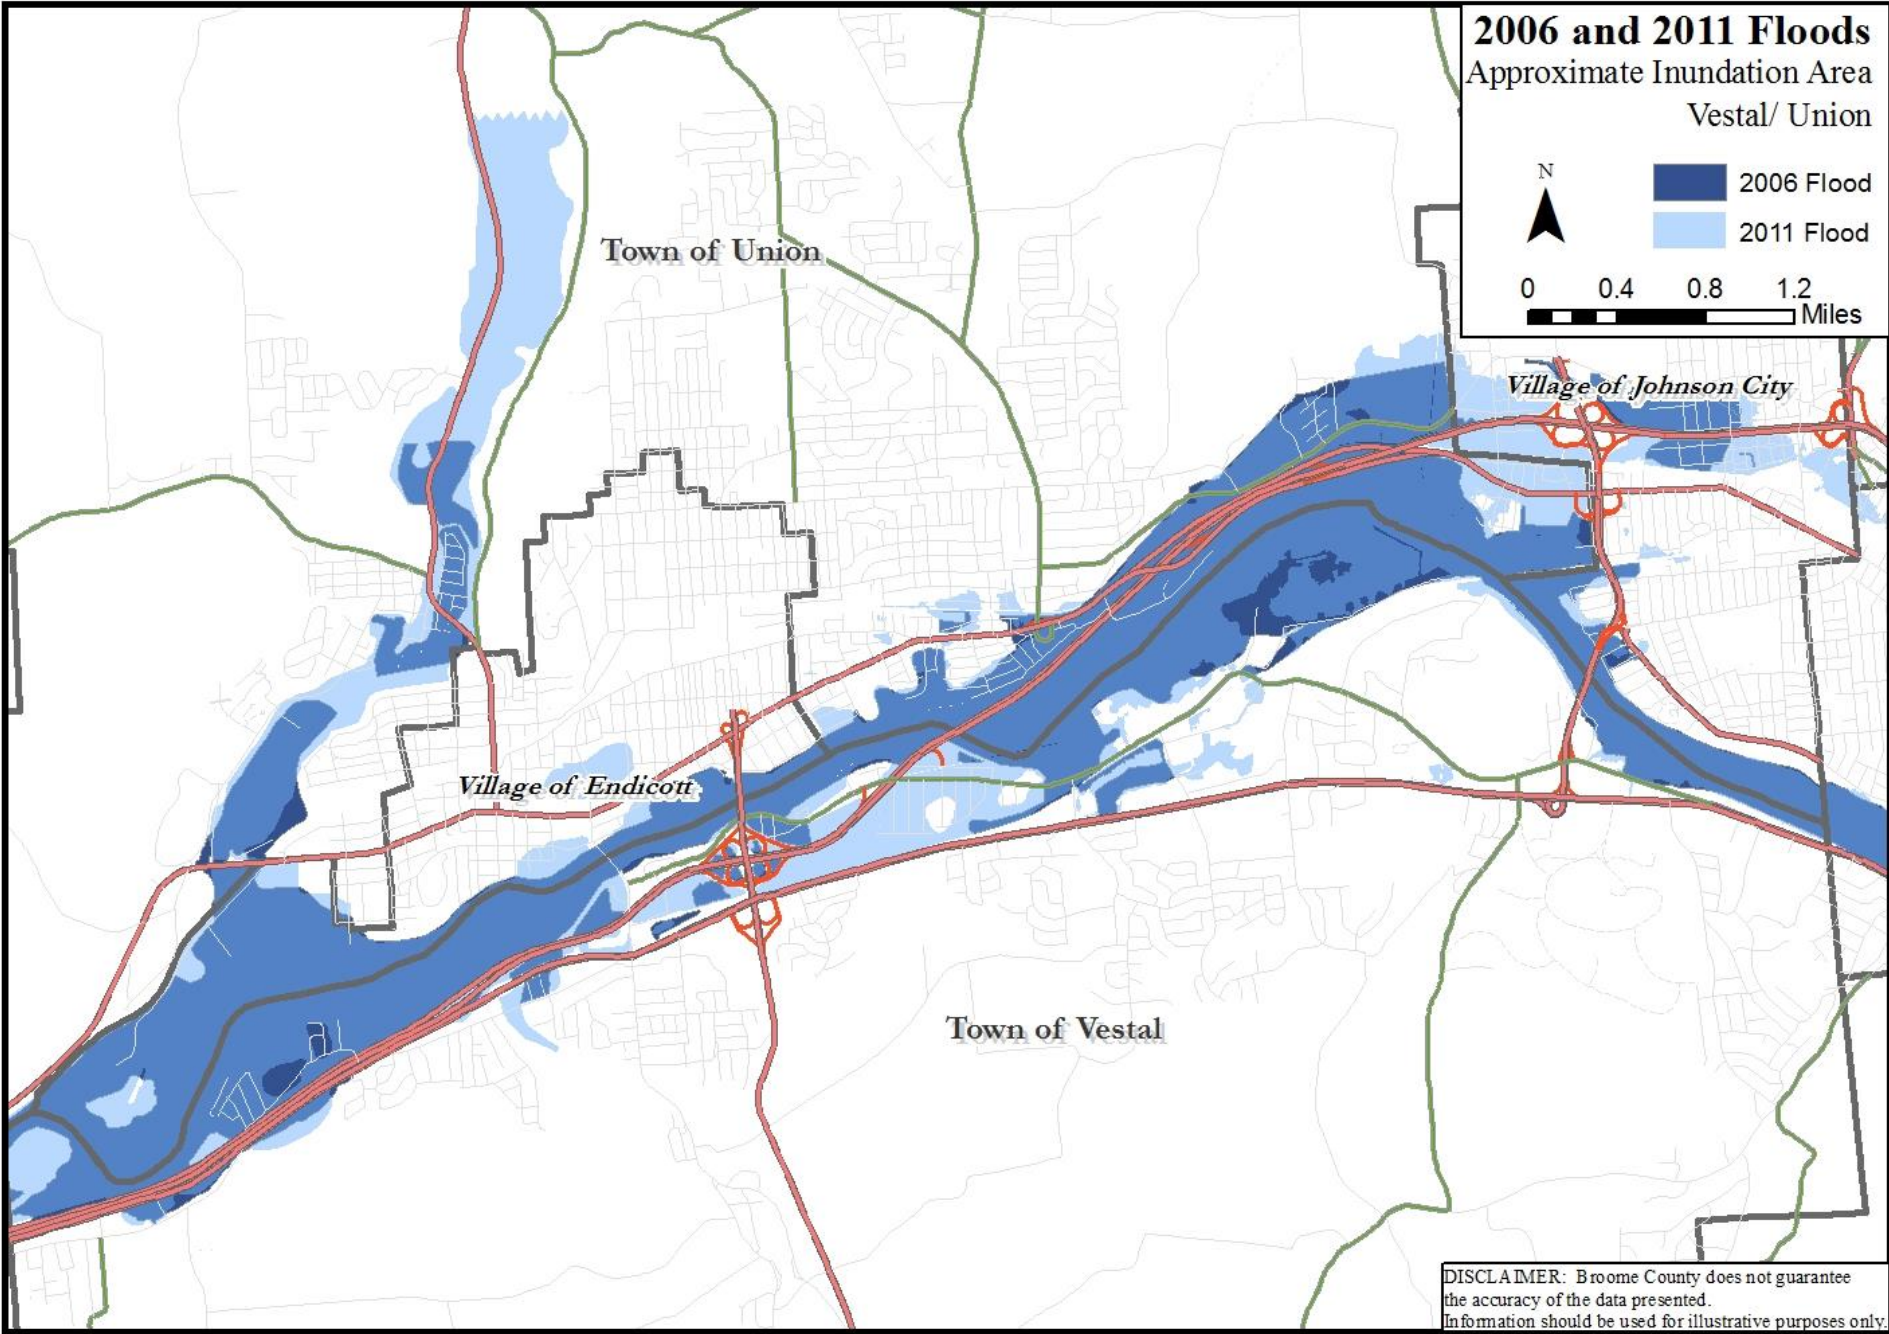 2006 and 2011 Floods
Approximate Inundation Area
Vestal/ Union
N
2006 Flood
2011 Flood
0 0.4 0.8 1.2
Miles
Town of Union
Village of Johnson City
Village of Endicott
Town of Vestal
DISCLAIMER: Broome County does not guarantee
the accuracy of the data presented.
Information should be used for illustrative purposes only.